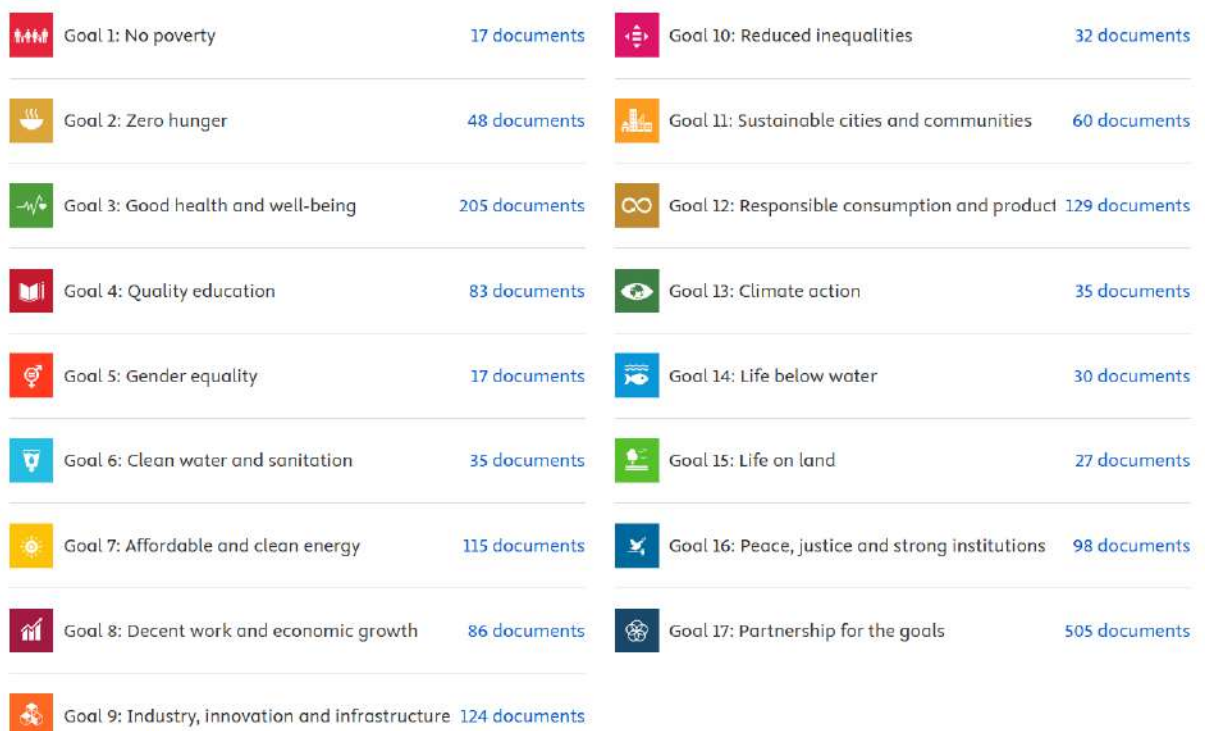 Goal 1: No poverty 17 documents
Goal 2: Zero hunger 48 documents
Goal 3: Good health and well-being 205 documents
Goal 4: Quality education 83 documents
Goal 5: Gender equality 17 documents
Goal 6: Clean water and sanitation 35 documents
Goal 7: Affordable and clean energy 115 documents
Goal 8: Decent work and economic growth 86 documents
Goal 9: Industry, innovation and infrastructure 124 documents
Goal 10: Reduced inequalities 32 documents
Goal 11: Sustainable cities and communities 60 documents
Goal 12: Responsible consumption and product 129 documents
Goal 13: Climate action 35 documents
Goal 14: Life below water 30 documents
Goal 15: Life on land 27 documents
Goal 16: Peace, justice and strong institutions 98 documents
Goal 17: Partnership for the goals 505 documents